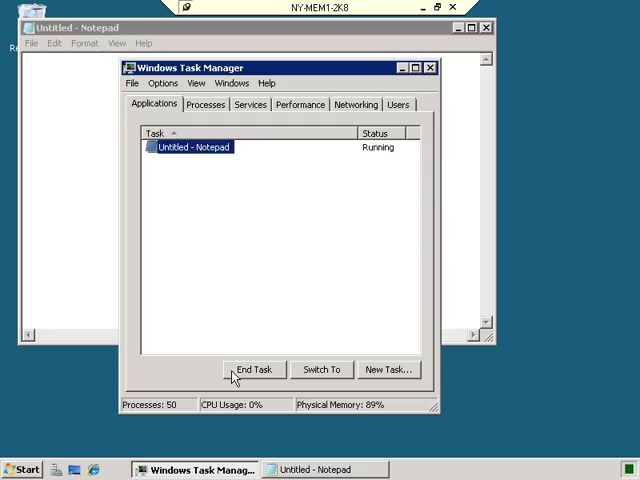 NY-MEM1-2K8
Untitled - Notepad
File Edit Format View Help
Windows Task Manager
File Options View Windows Help
Applications Processes Services Performance Networking Users
Task Status
Untitled - Notepad Running
End Task Switch To New Task...
Processes: 50 CPU Usage: 0% Physical Memory: 89%
Start Windows Task Manag... Untitled - Notepad